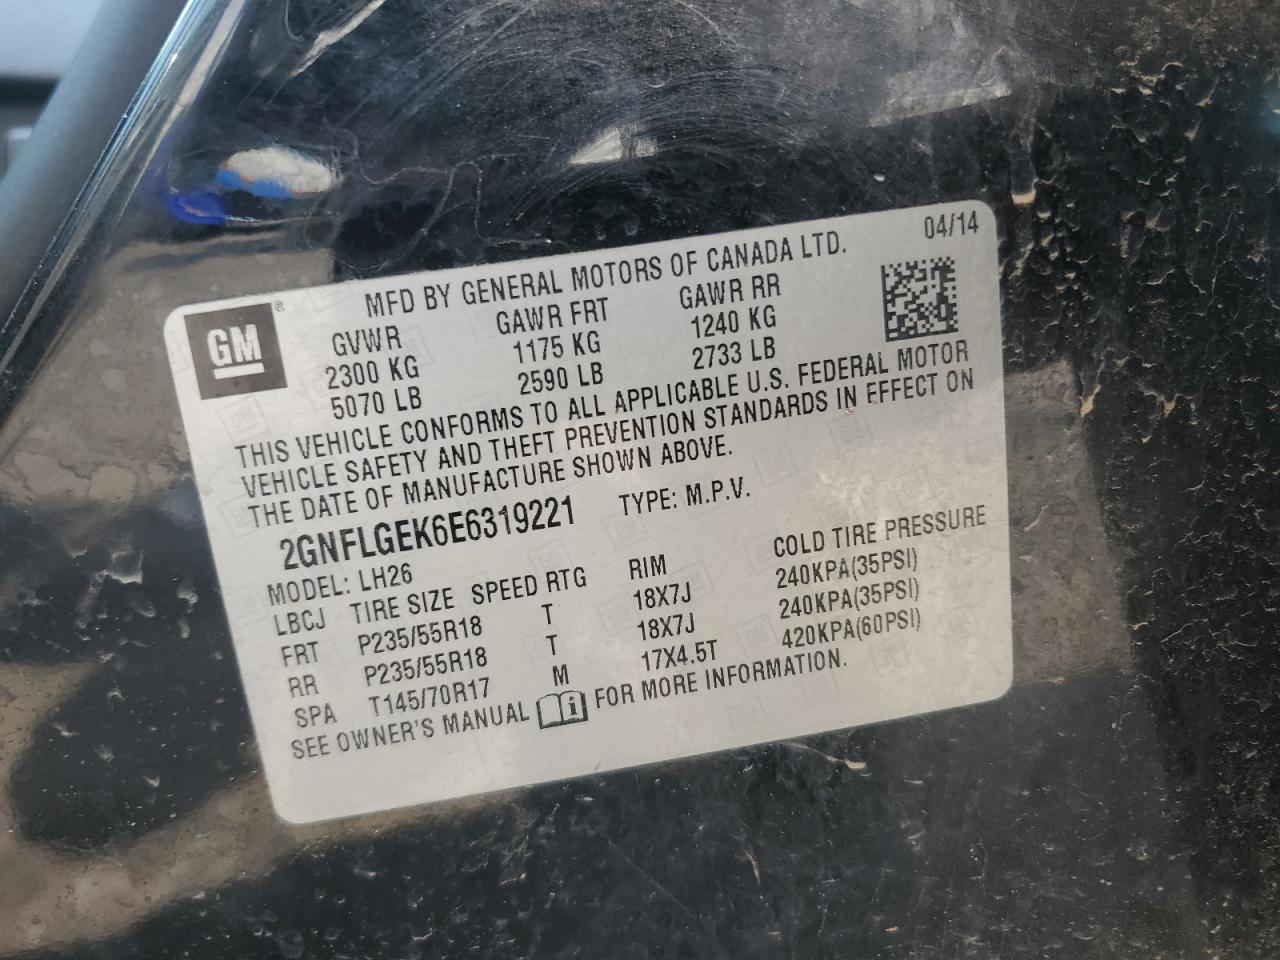 MFD BY GENERAL MOTORS OF CANADA LTD. 04/14
GM ®
GVWR GAWR FRT GAWR RR
2300 KG 1175 KG 1240 KG
5070 LB 2590 LB 2733 LB
THIS VEHICLE CONFORMS TO ALL APPLICABLE U.S. FEDERAL MOTOR
VEHICLE SAFETY AND THEFT PREVENTION STANDARDS IN EFFECT ON
THE DATE OF MANUFACTURE SHOWN ABOVE.
2GNFLGEK6E6319221 TYPE: M.P.V.
MODEL: LH26
LBCJ TIRE SIZE SPEED RTG RIM COLD TIRE PRESSURE
FRT P235/55R18 T 18X7J 240KPA(35PSI)
RR P235/55R18 T 18X7J 240KPA(35PSI)
SPA T145/70R17 M 17X4.5T 420KPA(60PSI)
SEE OWNER'S MANUAL i FOR MORE INFORMATION.